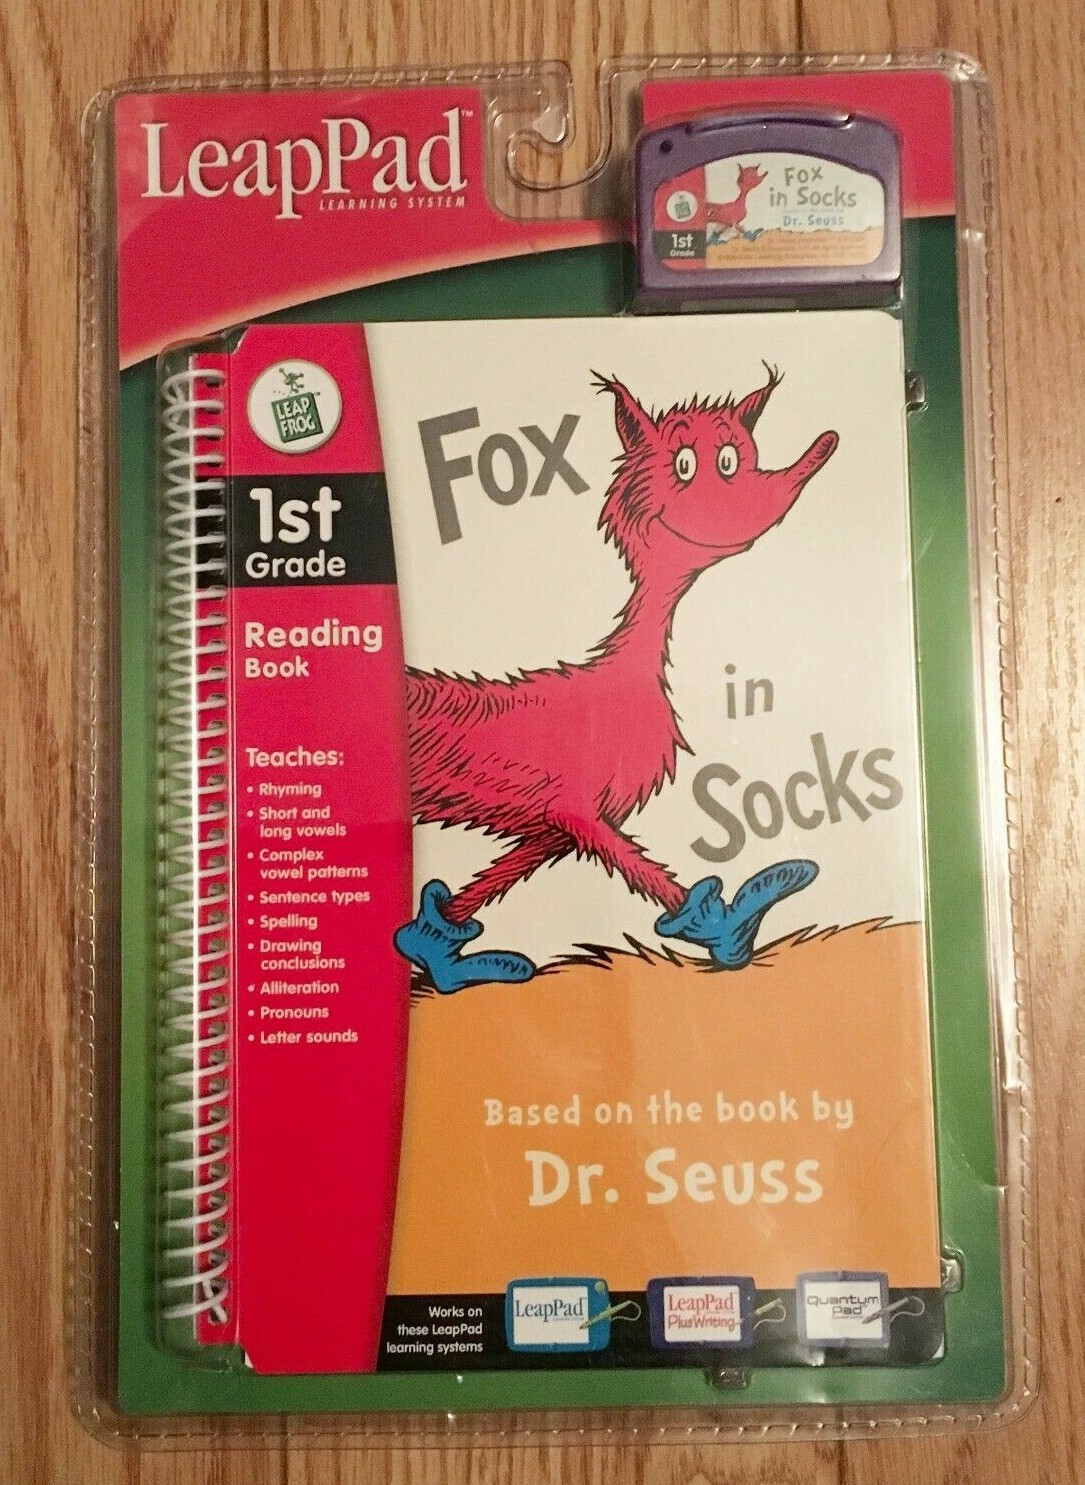 LeapPad™
LEARNING SYSTEM
Fox
in Socks
Dr. Seuss
1st
Grade
LEAP
FROG™
1st
Grade
Reading
Book
Teaches:
• Rhyming
• Short and
long vowels
• Complex
vowel patterns
• Sentence types
• Spelling
• Drawing
conclusions
• Alliteration
• Pronouns
• Letter sounds
Fox
in
Socks
Based on the book by
Dr. Seuss
Works on
these LeapPad
learning systems
LeapPad
LeapPad
PlusWriting
Quantum
Pad